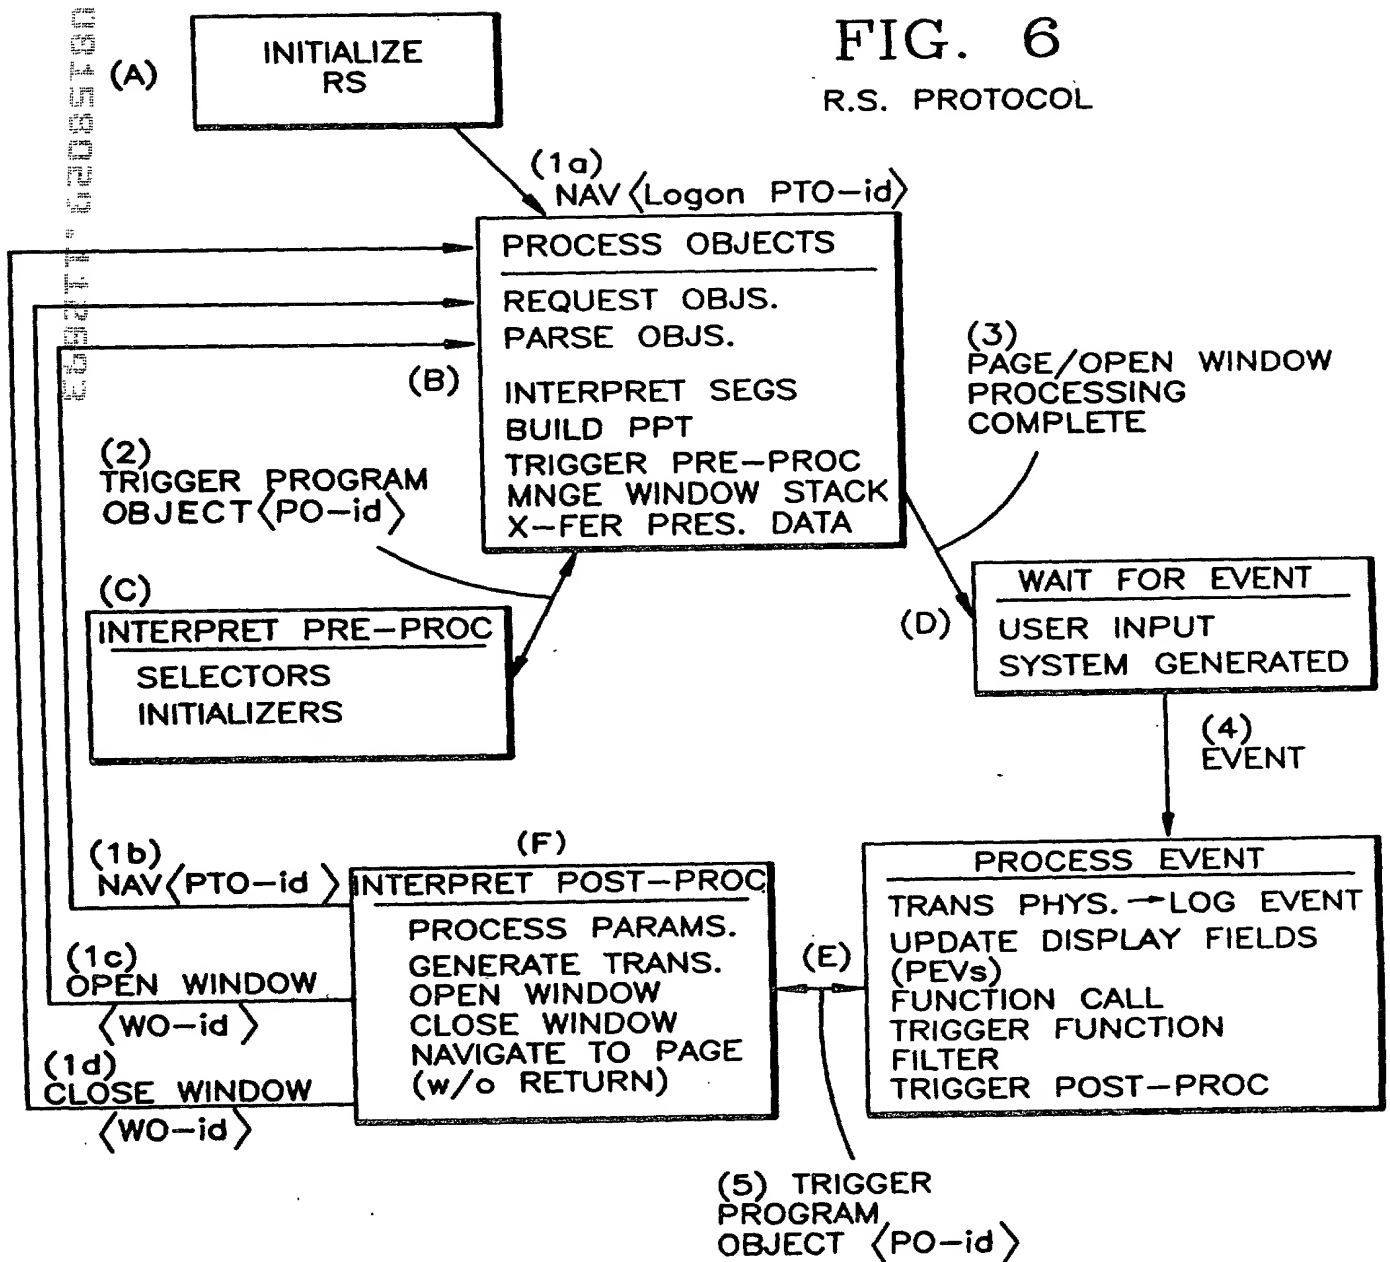 FIG. 6
R.S. PROTOCOL
(A)
INITIALIZE
RS
(1a)
NAV〈Logon PTO-id〉
PROCESS OBJECTS
REQUEST OBJS.
PARSE OBJS.
(B)
INTERPRET SEGS
BUILD PPT
TRIGGER PRE-PROC
MNGE WINDOW STACK
X-FER PRES. DATA
(2)
TRIGGER PROGRAM
OBJECT〈PO-id〉
(3)
PAGE/OPEN WINDOW
PROCESSING
COMPLETE
(C)
INTERPRET PRE-PROC
SELECTORS
INITIALIZERS
(D)
WAIT FOR EVENT
USER INPUT
SYSTEM GENERATED
(4)
EVENT
(1b)
NAV〈PTO-id〉
(1c)
OPEN WINDOW
〈WO-id〉
(1d)
CLOSE WINDOW
〈WO-id〉
(F)
INTERPRET POST-PROC
PROCESS PARAMS.
GENERATE TRANS.
OPEN WINDOW
CLOSE WINDOW
NAVIGATE TO PAGE
(w/o RETURN)
(E)
PROCESS EVENT
TRANS PHYS.→LOG EVENT
UPDATE DISPLAY FIELDS
(PEVs)
FUNCTION CALL
TRIGGER FUNCTION
FILTER
TRIGGER POST-PROC
(5) TRIGGER
PROGRAM
OBJECT 〈PO-id〉